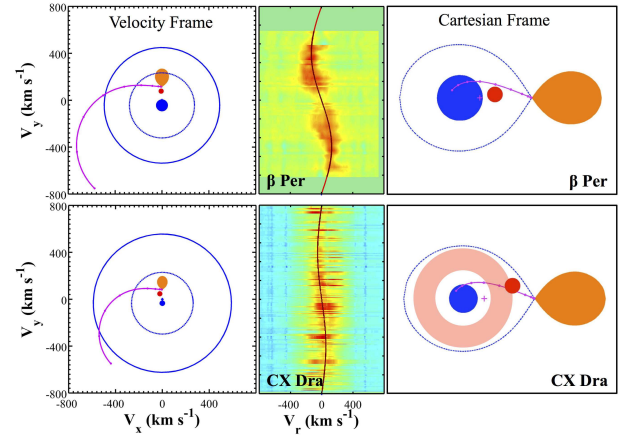 Velocity Frame
Cartesian Frame
800
400
0
-400
-800
V_y (km s⁻¹)
β Per
β Per
800
400
0
-400
-800
V_y (km s⁻¹)
CX Dra
CX Dra
-800 -400 0 400
-400 0 400
V_x (km s⁻¹)
V_r (km s⁻¹)